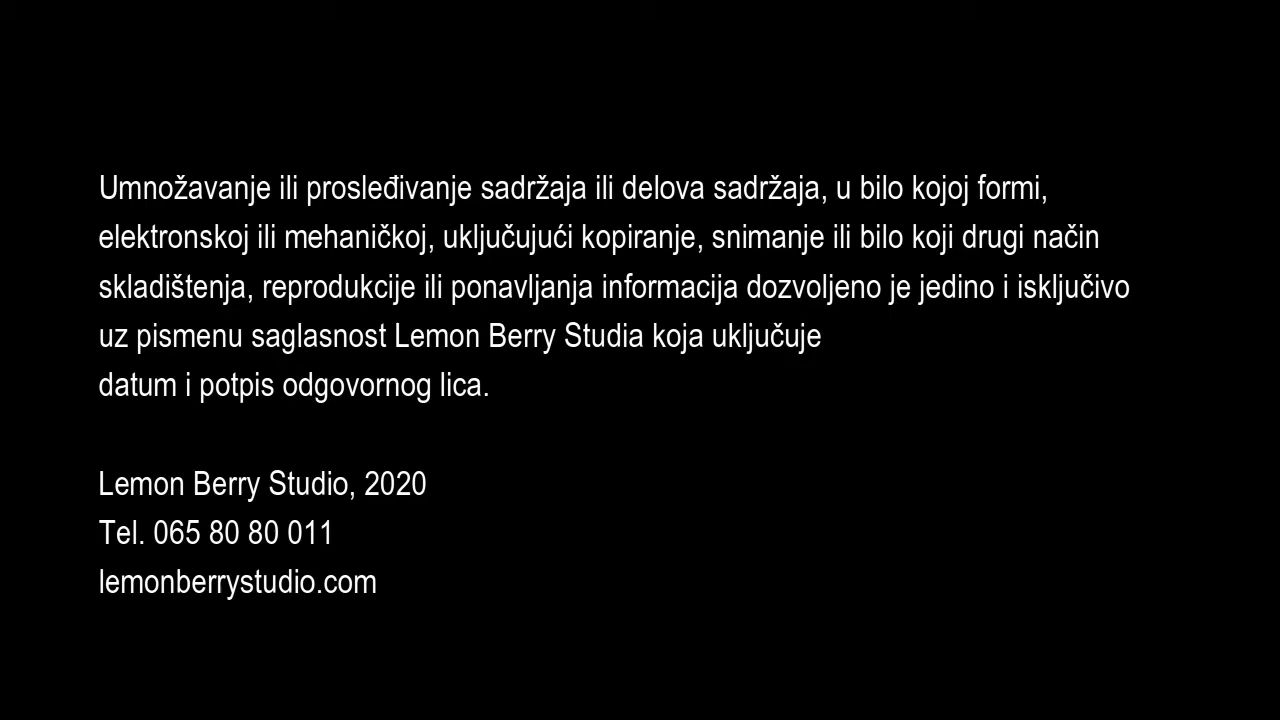 Umnožavanje ili prosleđivanje sadržaja ili delova sadržaja, u bilo kojoj formi,
elektronskoj ili mehaničkoj, uključujući kopiranje, snimanje ili bilo koji drugi način
skladištenja, reprodukcije ili ponavljanja informacija dozvoljeno je jedino i isključivo
uz pismenu saglasnost Lemon Berry Studia koja uključuje
datum i potpis odgovornog lica.
Lemon Berry Studio, 2020
Tel. 065 80 80 011
lemonberrystudio.com